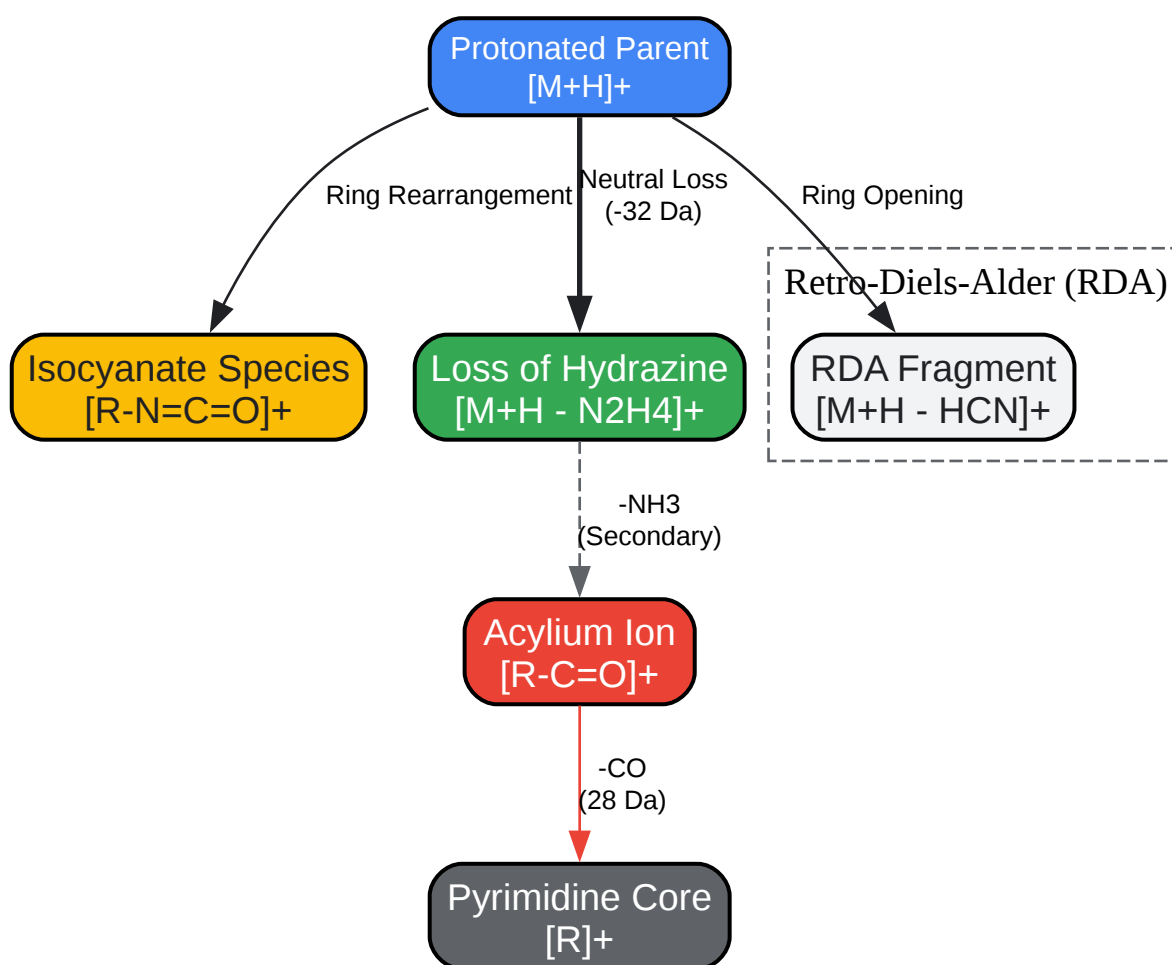 Protonated Parent
[M+H]+
Ring Rearrangement
Neutral Loss
(-32 Da)
Ring Opening
Retro-Diels-Alder (RDA)
Isocyanate Species
[R-N=C=O]+
Loss of Hydrazine
[M+H - N2H4]+
RDA Fragment
[M+H - HCN]+
-NH3
(Secondary)
Acylium Ion
[R-C=O]+
-CO
(28 Da)
Pyrimidine Core
[R]+